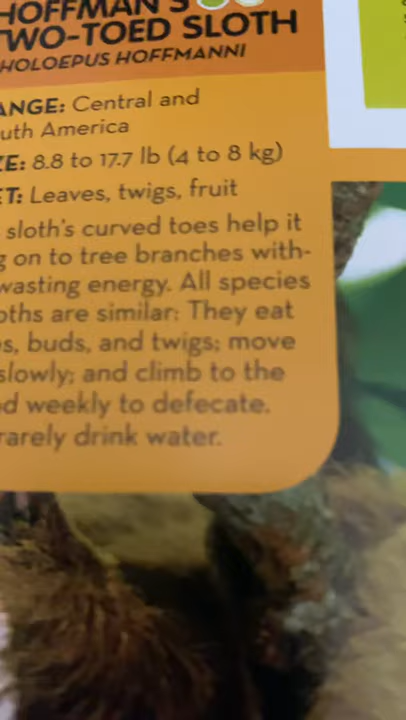 HOFFMAN'S
TWO-TOED SLOTH
HOLOEPUS HOFFMANNI
ANGE: Central and
uth America
ZE: 8.8 to 17.7 lb (4 to 8 kg)
ET: Leaves, twigs, fruit
sloth's curved toes help it
g on to tree branches with-
wasting energy. All species
oths are similar: They eat
es, buds, and twigs; move
slowly; and climb to the
d weekly to defecate.
rarely drink water.